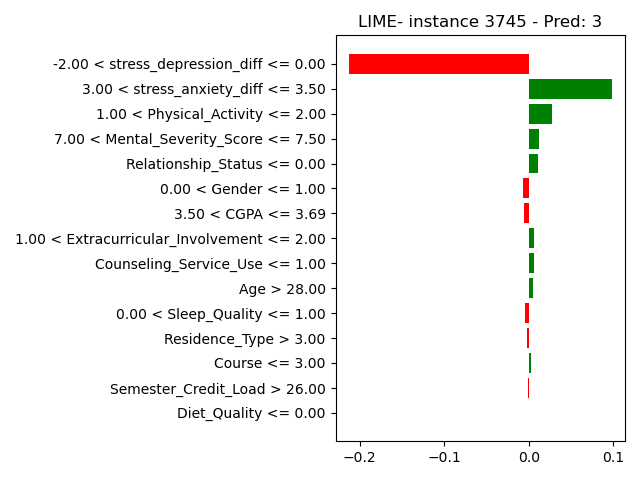 LIME- instance 3745 - Pred: 3
-2.00 < stress_depression_diff <= 0.00
3.00 < stress_anxiety_diff <= 3.50
1.00 < Physical_Activity <= 2.00
7.00 < Mental_Severity_Score <= 7.50
Relationship_Status <= 0.00
0.00 < Gender <= 1.00
3.50 < CGPA <= 3.69
1.00 < Extracurricular_Involvement <= 2.00
Counseling_Service_Use <= 1.00
Age > 28.00
0.00 < Sleep_Quality <= 1.00
Residence_Type > 3.00
Course <= 3.00
Semester_Credit_Load > 26.00
Diet_Quality <= 0.00
−0.2 −0.1 0.0 0.1